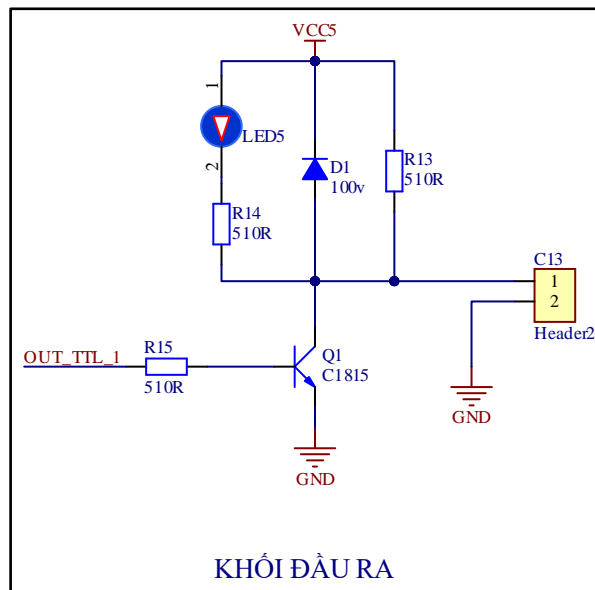 VCC5
1
LED5
2
D1
100v
R13
510R
R14
510R
C13
1
2
Header2
R15
510R
OUT_TTL_1
Q1
C1815
GND
GND
KHỐI ĐẦU RA